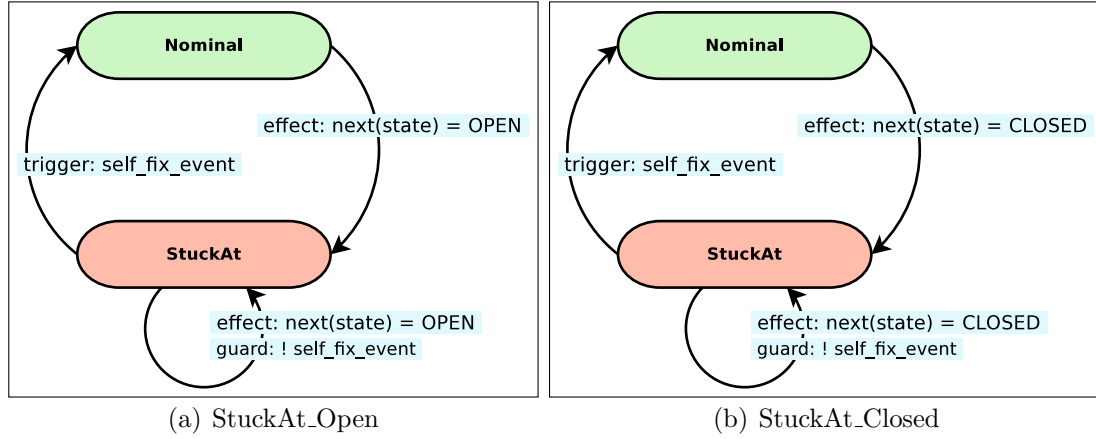 Nominal
effect: next(state) = OPEN
trigger: self_fix_event
StuckAt
effect: next(state) = OPEN
guard: ! self_fix_event
(a) StuckAt_Open
Nominal
effect: next(state) = CLOSED
trigger: self_fix_event
StuckAt
effect: next(state) = CLOSED
guard: ! self_fix_event
(b) StuckAt_Closed